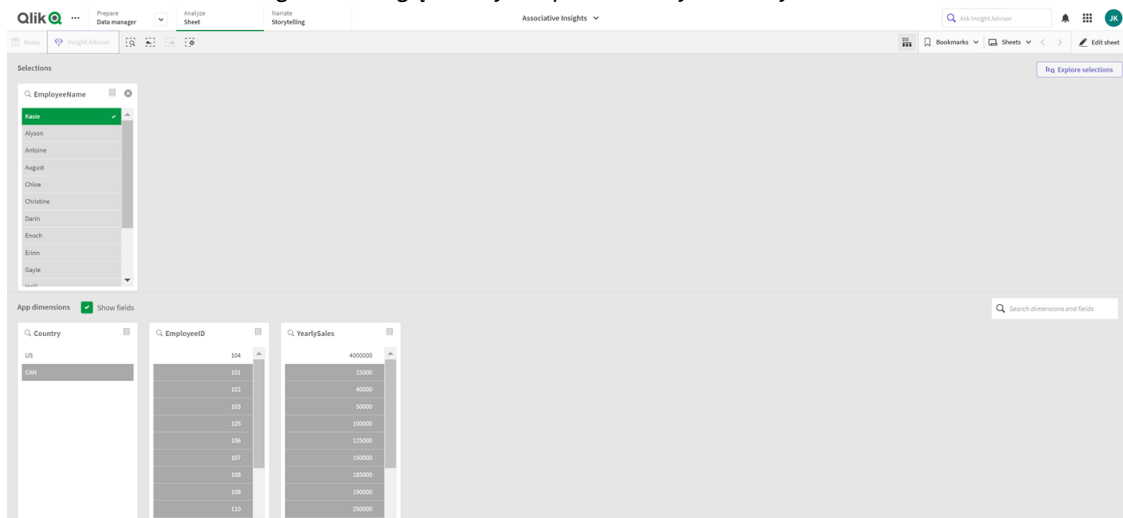 Qlik
Prepare
Data manager
Analyze
Sheet
Narrate
Storytelling
Associative Insights
Ask Insight Advisor
JK
Notes
Insight Advisor
Bookmarks
Sheets
Edit sheet
Selections
Explore selections
EmployeeName
Kasie
Alyson
Antoine
August
Chloe
Christine
Darin
Enoch
Erinn
Gayle
App dimensions
Show fields
Search dimensions and fields
Country
EmployeeID
YearlySales
US
104
4000000
CAN
101
15000
102
40000
103
50000
105
100000
106
125000
107
150000
108
185000
109
190000
110
250000